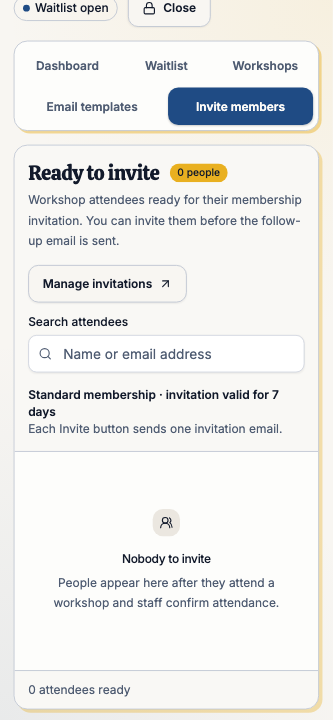 Waitlist open
Close
Dashboard
Waitlist
Workshops
Email templates
Invite members
Ready to invite
0 people
Workshop attendees ready for their membership
invitation. You can invite them before the follow-
up email is sent.
Manage invitations
Search attendees
Name or email address
Standard membership · invitation valid for 7
days
Each Invite button sends one invitation email.
Nobody to invite
People appear here after they attend a
workshop and staff confirm attendance.
0 attendees ready